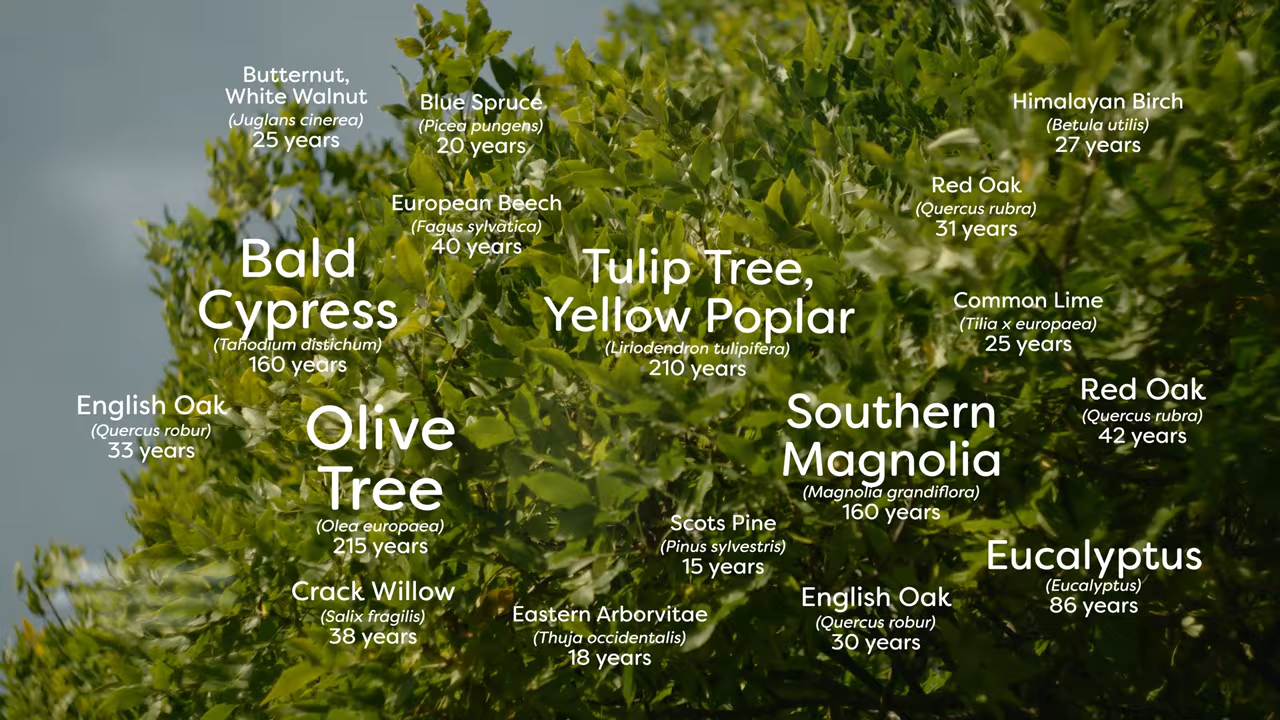 Butternut,
White Walnut
(Juglans cinerea)
25 years
Blue Spruce
(Picea pungens)
20 years
Himalayan Birch
(Betula utilis)
27 years
European Beech
(Fagus sylvatica)
40 years
Red Oak
(Quercus rubra)
31 years
Bald
Cypress
(Tahodium distichum)
160 years
Tulip Tree,
Yellow Poplar
(Liriodendron tulipifera)
210 years
Common Lime
(Tilia x europaea)
25 years
English Oak
(Quercus robur)
33 years
Olive
Tree
(Olea europaea)
215 years
Southern
Magnolia
(Magnolia grandiflora)
160 years
Red Oak
(Quercus rubra)
42 years
Scots Pine
(Pinus sylvestris)
15 years
Eucalyptus
(Eucalyptus)
86 years
Crack Willow
(Salix fragilis)
38 years
Eastern Arborvitae
(Thuja occidentalis)
18 years
English Oak
(Quercus robur)
30 years